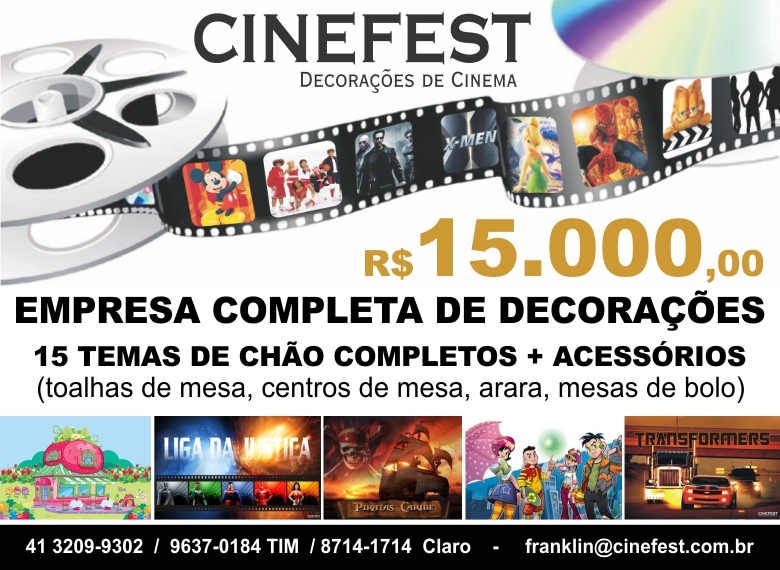 CINEFEST
DECORAÇÕES DE CINEMA
X-MEN
R$15.000,00
EMPRESA COMPLETA DE DECORAÇÕES
15 TEMAS DE CHÃO COMPLETOS + ACESSÓRIOS
(toalhas de mesa, centros de mesa, arara, mesas de bolo)
LIGA DA JUSTIÇA
PIRATAS DO CARIBE
TRANSFORMERS
CINEFEST
41 3209-9302 / 9637-0184 TIM / 8714-1714 Claro - franklin@cinefest.com.br